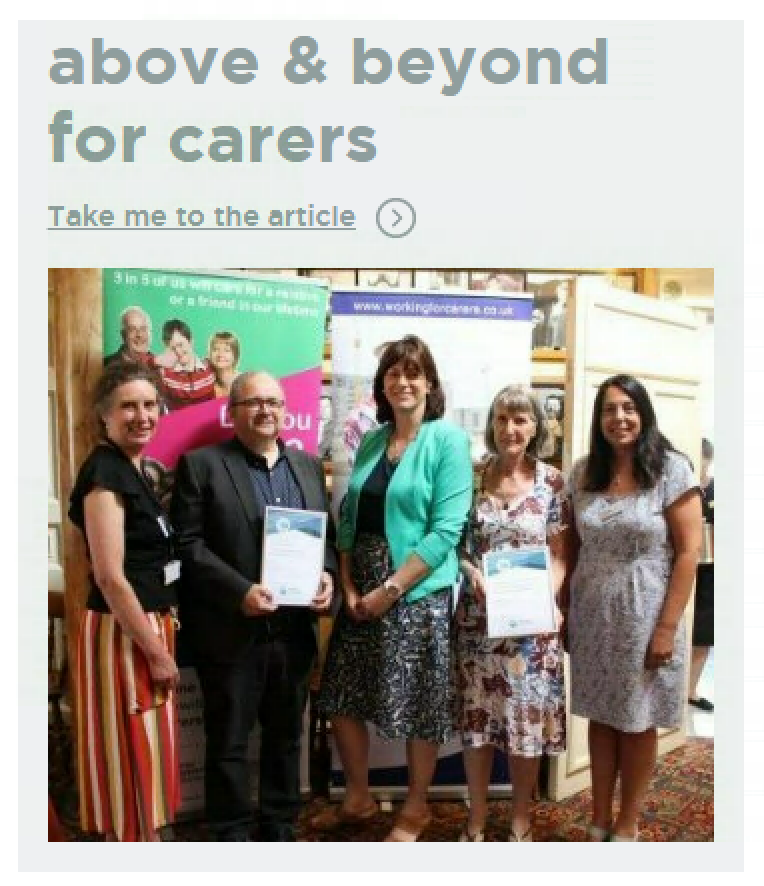 above & beyond
for carers
Take me to the article
3 in 5 of us will care for a relative
or a friend in our lifetime
www.workingforcarers.co.uk